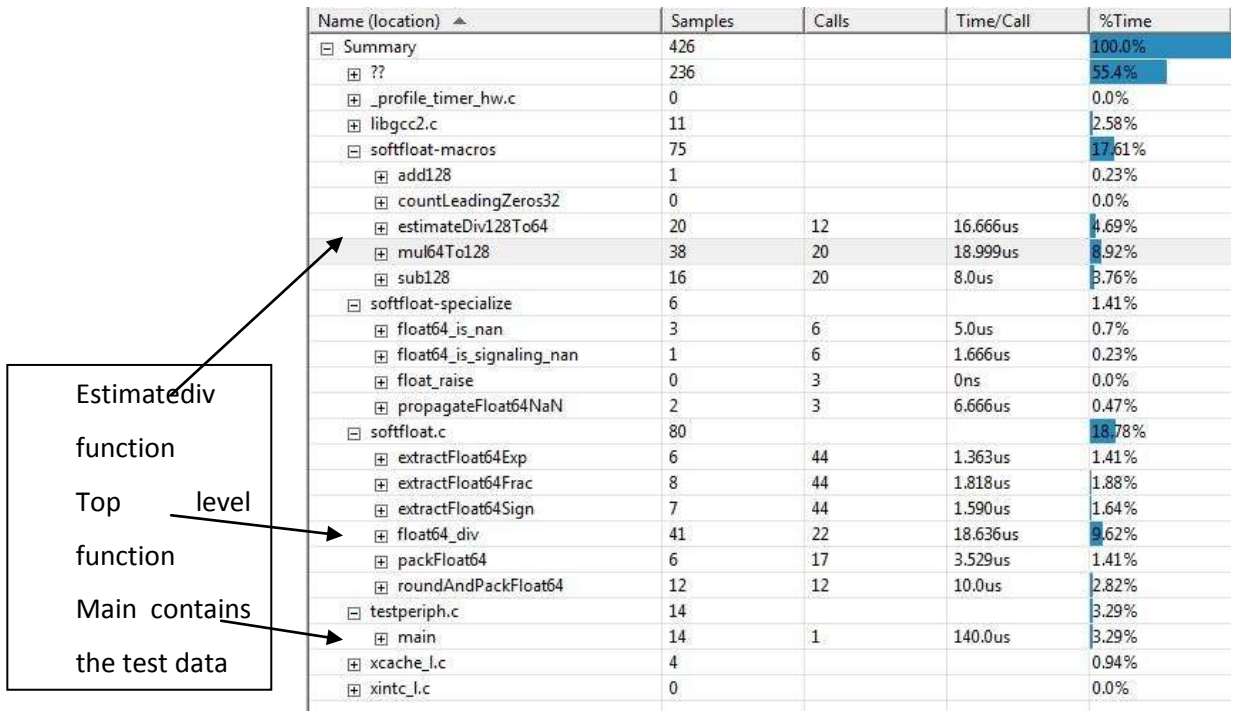 Name (location) Samples Calls Time/Call %Time
Summary 426 100.0%
?? 236 55.4%
_profile_timer_hw.c 0 0.0%
libgcc2.c 11 2.58%
softfloat-macros 75 17.61%
add128 1 0.23%
countLeadingZeros32 0 0.0%
estimateDiv128To64 20 12 16.666us 4.69%
mul64To128 38 20 18.999us 8.92%
sub128 16 20 8.0us 3.76%
softfloat-specialize 6 1.41%
float64_is_nan 3 6 5.0us 0.7%
float64_is_signaling_nan 1 6 1.666us 0.23%
float_raise 0 3 0ns 0.0%
propagateFloat64NaN 2 3 6.666us 0.47%
softfloat.c 80 18.78%
extractFloat64Exp 6 44 1.363us 1.41%
extractFloat64Frac 8 44 1.818us 1.88%
extractFloat64Sign 7 44 1.590us 1.64%
float64_div 41 22 18.636us 9.62%
packFloat64 6 17 3.529us 1.41%
roundAndPackFloat64 12 12 10.0us 2.82%
testperiph.c 14 3.29%
main 14 1 140.0us 3.29%
xcache_l.c 4 0.94%
xintc_l.c 0 0.0%
Estimatediv
function
Top level
function
Main contains
the test data